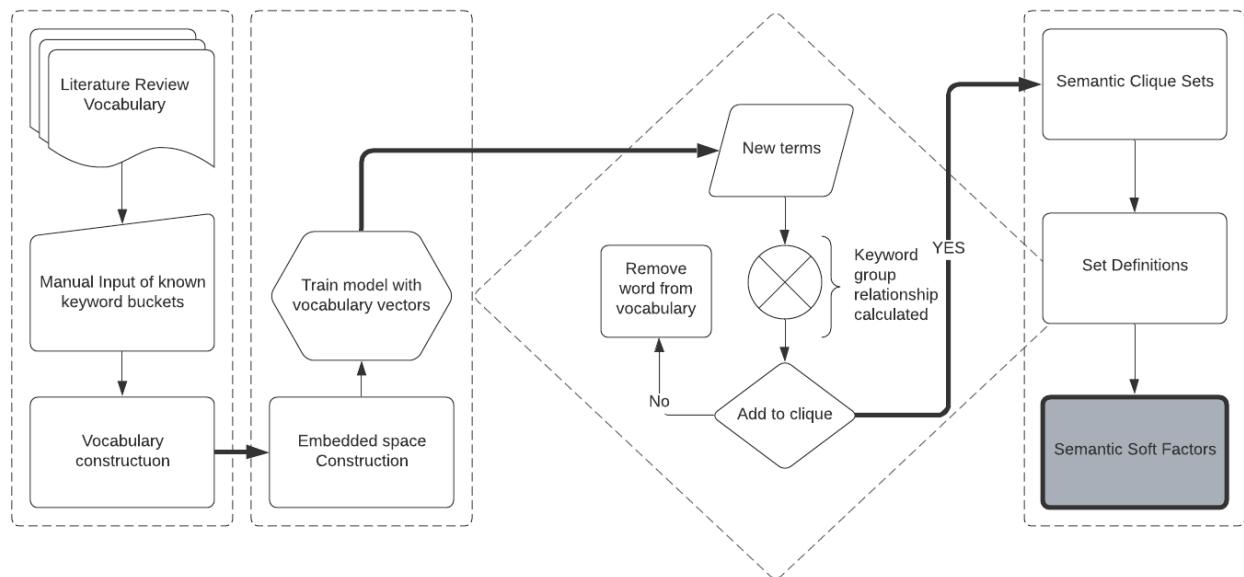 Literature Review
Vocabulary
Manual Input of known
keyword buckets
Vocabulary
constructuon
Train model with
vocabulary vectors
Embedded space
Construction
New terms
Keyword
group
relationship
calculated
Remove
word from
vocabulary
No
Add to clique
YES
Semantic Clique Sets
Set Definitions
Semantic Soft Factors